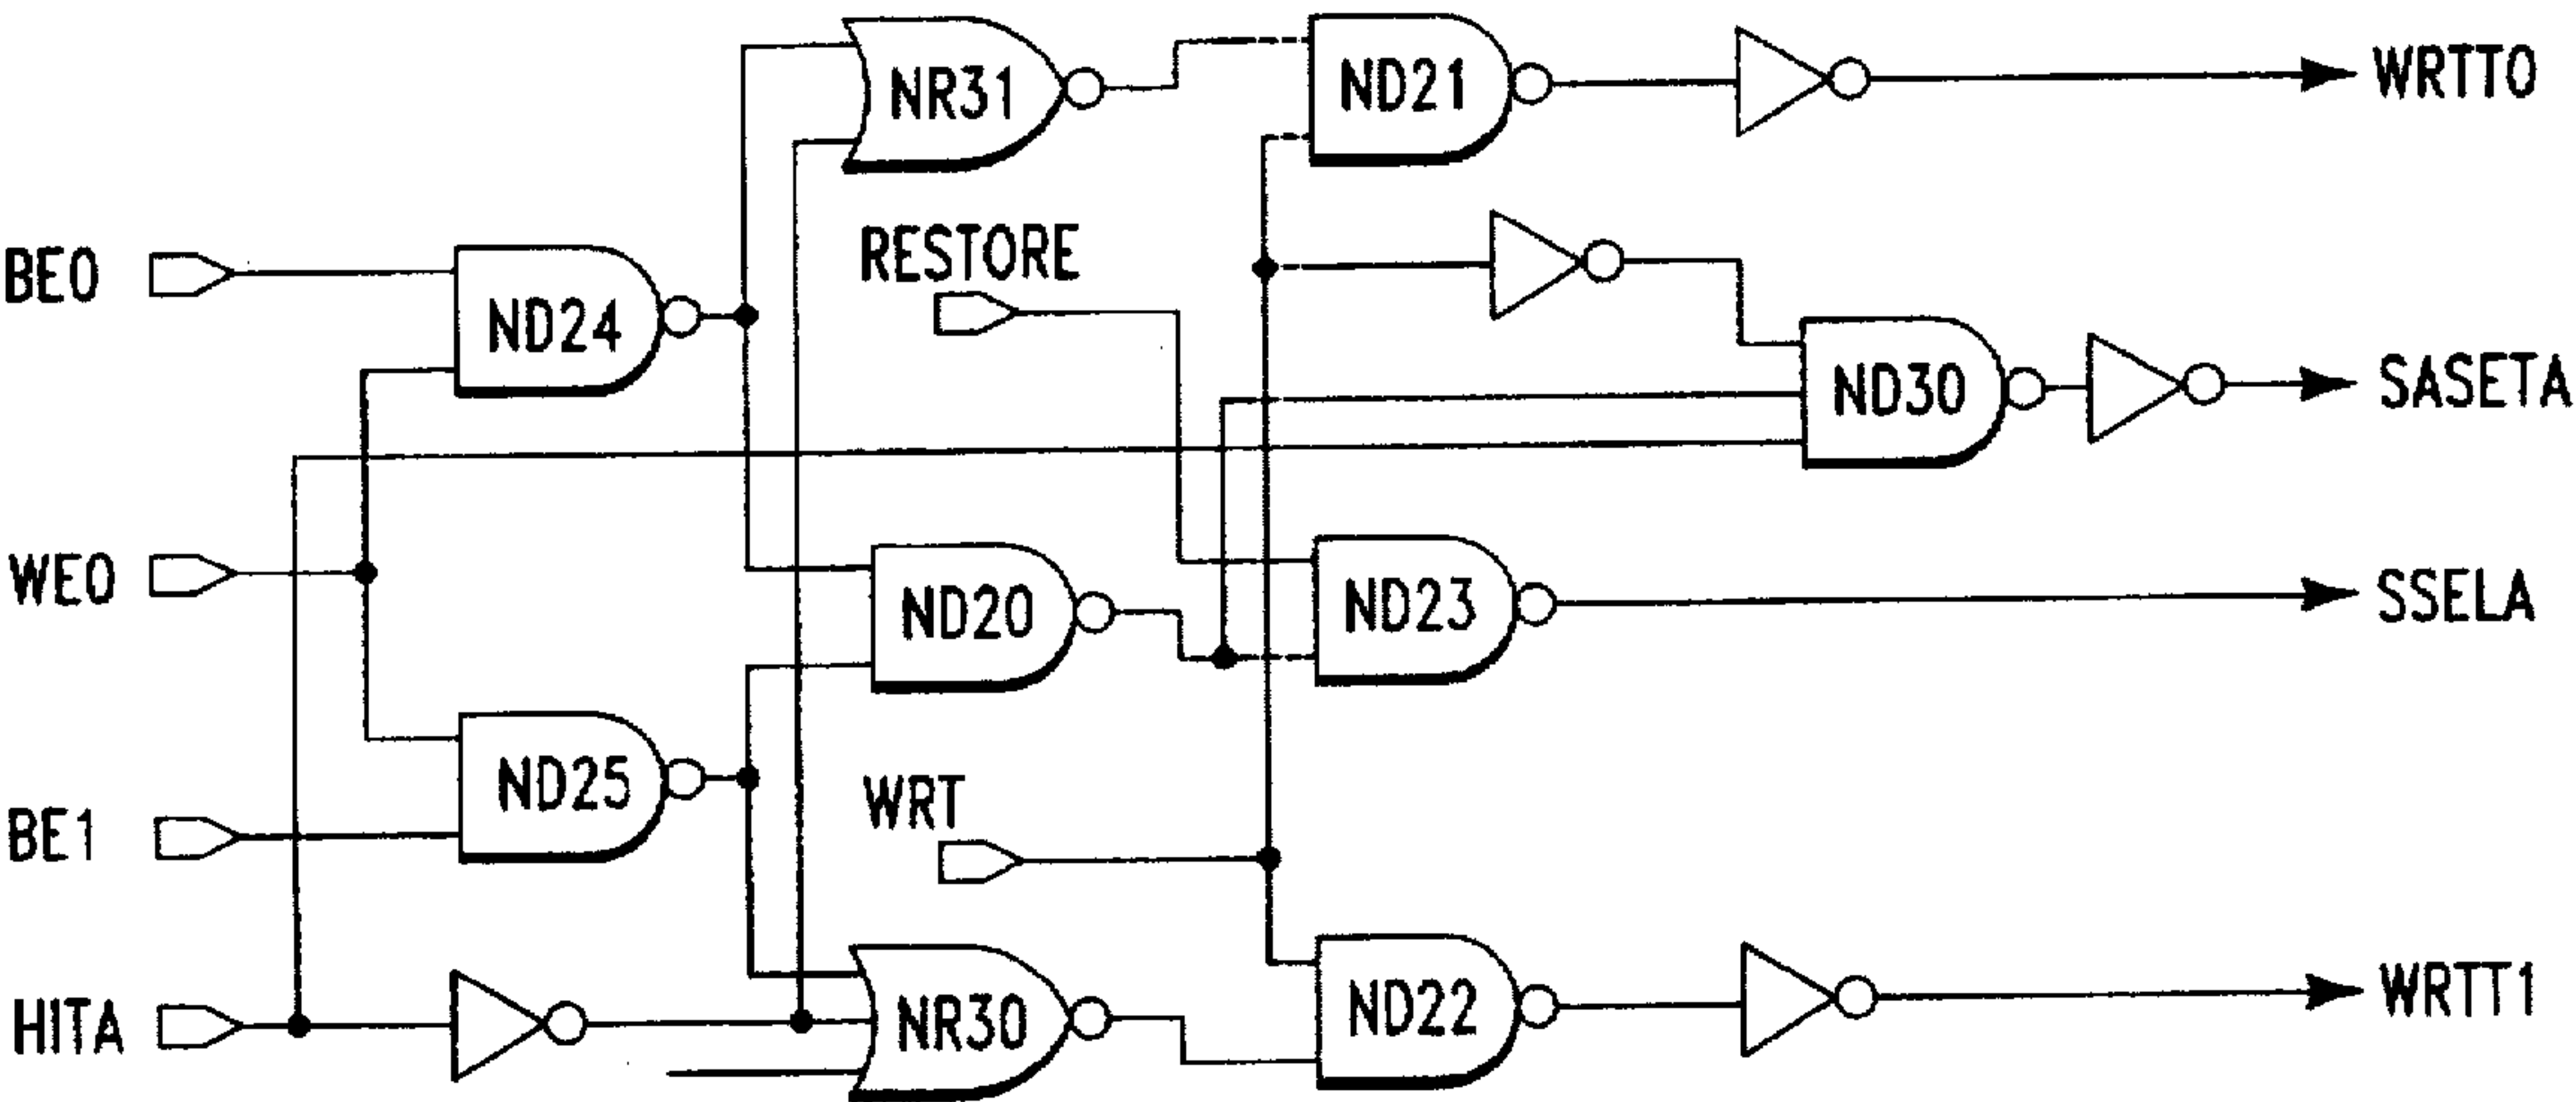 NR31
ND21
WRTT0
BE0
ND24
RESTORE
ND30
SASETA
WE0
ND20
ND23
SSELA
BE1
ND25
WRT
HITA
NR30
ND22
WRTT1